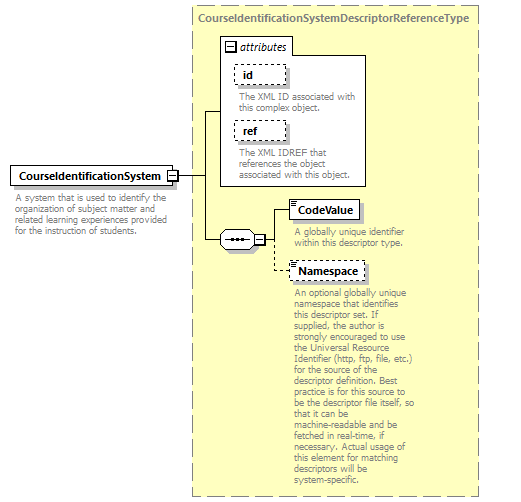 CourseIdentificationSystemDescriptorReferenceType
attributes
id
The XML ID associated with
this complex object.
ref
The XML IDREF that
references the object
associated with this object.
CourseIdentificationSystem
A system that is used to identify the
organization of subject matter and
related learning experiences provided
for the instruction of students.
CodeValue
A globally unique identifier
within this descriptor type.
Namespace
An optional globally unique
namespace that identifies
this descriptor set. If
supplied, the author is
strongly encouraged to use
the Universal Resource
Identifier (http, ftp, file, etc.)
for the source of the
descriptor definition. Best
practice is for this source to
be the descriptor file itself, so
that it can be
machine-readable and be
fetched in real-time, if
necessary. Actual usage of
this element for matching
descriptors will be
system-specific.